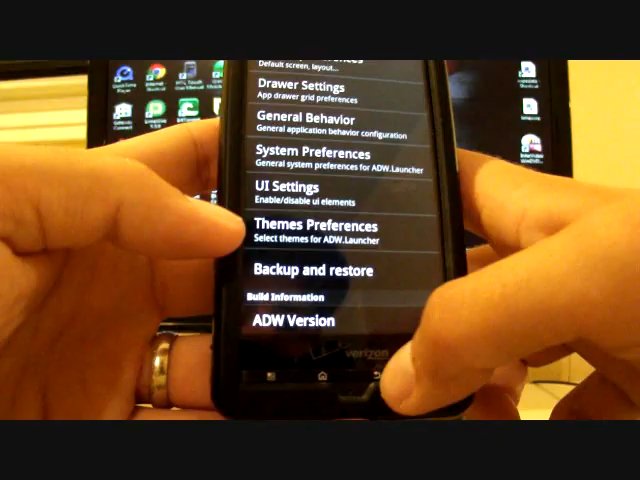 Default screen, layout...
Drawer Settings
App drawer grid preferences
General Behavior
General application behavior configuration
System Preferences
General system preferences for ADW.Launcher
UI Settings
Enable/disable ui elements
Themes Preferences
Select themes for ADW.Launcher
Backup and restore
Build Information
ADW Version
verizon